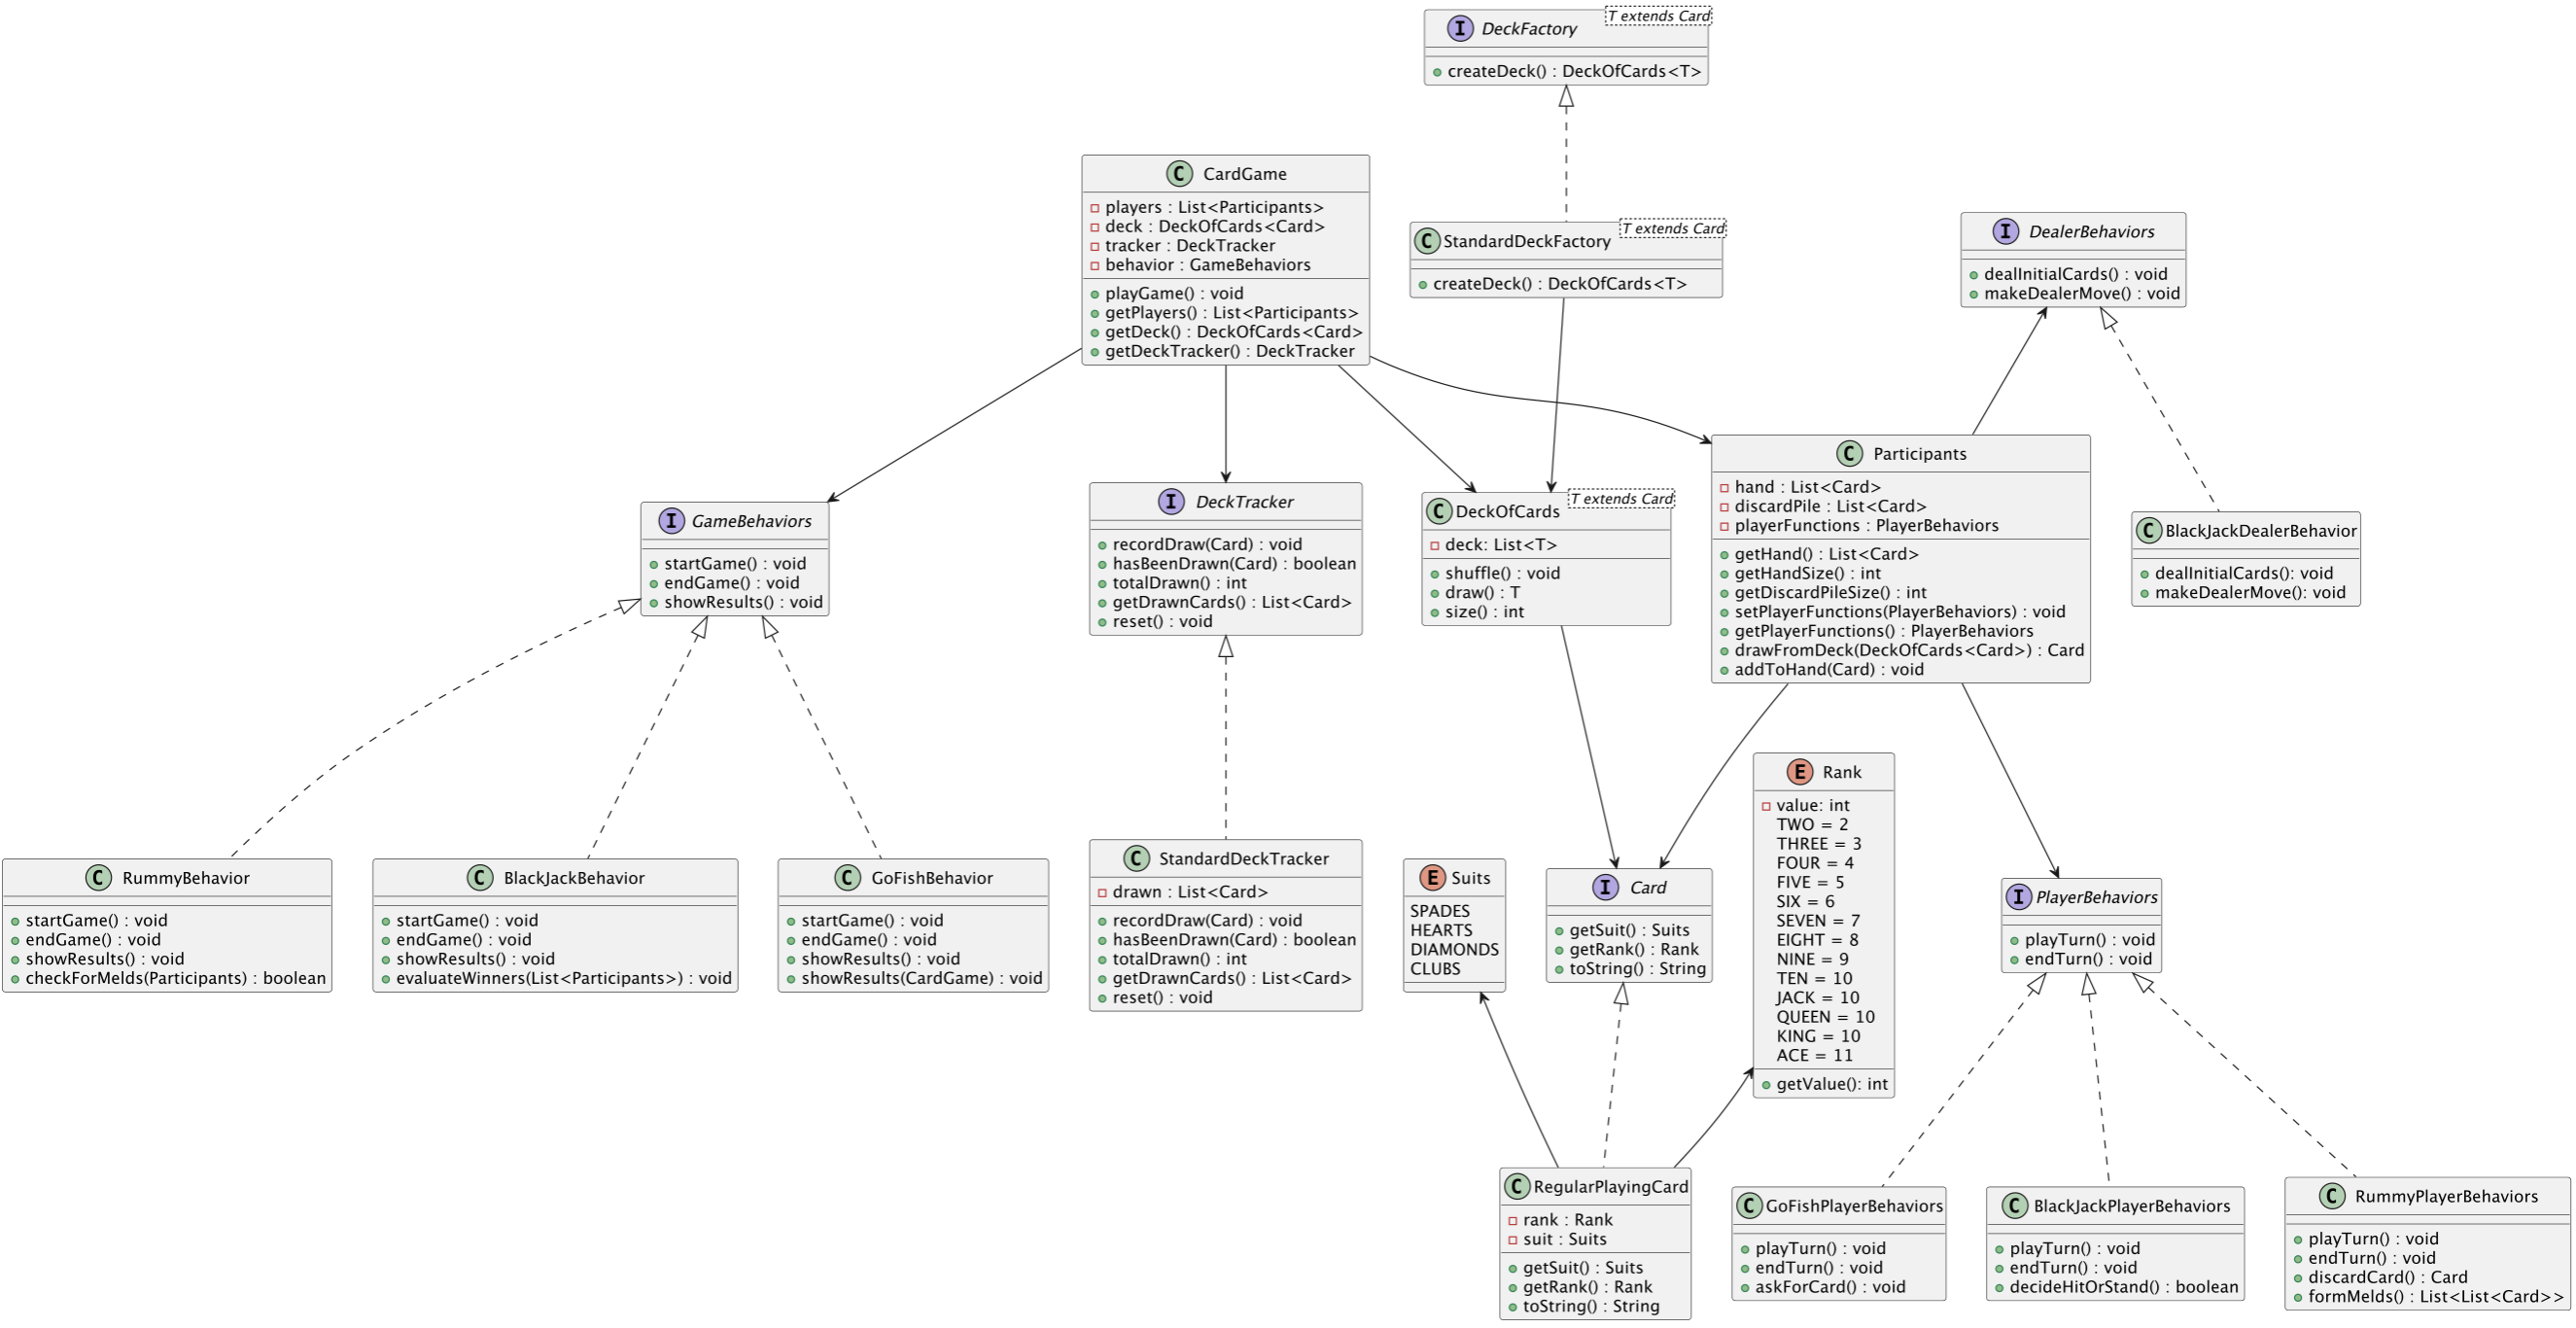 I DeckFactory
T extends Card
createDeck() : DeckOfCards<T>
C CardGame
players : List<Participants>
deck : DeckOfCards<Card>
tracker : DeckTracker
behavior : GameBehaviors
playGame() : void
getPlayers() : List<Participants>
getDeck() : DeckOfCards<Card>
getDeckTracker() : DeckTracker
C StandardDeckFactory
T extends Card
createDeck() : DeckOfCards<T>
I DealerBehaviors
dealInitialCards() : void
makeDealerMove() : void
I GameBehaviors
startGame() : void
endGame() : void
showResults() : void
I DeckTracker
recordDraw(Card) : void
hasBeenDrawn(Card) : boolean
totalDrawn() : int
getDrawnCards() : List<Card>
reset() : void
C DeckOfCards
T extends Card
deck: List<T>
shuffle() : void
draw() : T
size() : int
C Participants
hand : List<Card>
discardPile : List<Card>
playerFunctions : PlayerBehaviors
getHand() : List<Card>
getHandSize() : int
getDiscardPileSize() : int
setPlayerFunctions(PlayerBehaviors) : void
getPlayerFunctions() : PlayerBehaviors
drawFromDeck(DeckOfCards<Card>) : Card
addToHand(Card) : void
C BlackJackDealerBehavior
dealInitialCards(): void
makeDealerMove(): void
C RummyBehavior
startGame() : void
endGame() : void
showResults() : void
checkForMelds(Participants) : boolean
C BlackJackBehavior
startGame() : void
endGame() : void
showResults() : void
evaluateWinners(List<Participants>) : void
C GoFishBehavior
startGame() : void
endGame() : void
showResults() : void
showResults(CardGame) : void
C StandardDeckTracker
drawn : List<Card>
recordDraw(Card) : void
hasBeenDrawn(Card) : boolean
totalDrawn() : int
getDrawnCards() : List<Card>
reset() : void
E Suits
SPADES
HEARTS
DIAMONDS
CLUBS
I Card
getSuit() : Suits
getRank() : Rank
toString() : String
E Rank
value: int
TWO = 2
THREE = 3
FOUR = 4
FIVE = 5
SIX = 6
SEVEN = 7
EIGHT = 8
NINE = 9
TEN = 10
JACK = 10
QUEEN = 10
KING = 10
ACE = 11
getValue(): int
I PlayerBehaviors
playTurn() : void
endTurn() : void
C RegularPlayingCard
rank : Rank
suit : Suits
getSuit() : Suits
getRank() : Rank
toString() : String
C GoFishPlayerBehaviors
playTurn() : void
endTurn() : void
askForCard() : void
C BlackJackPlayerBehaviors
playTurn() : void
endTurn() : void
decideHitOrStand() : boolean
C RummyPlayerBehaviors
playTurn() : void
endTurn() : void
discardCard() : Card
formMelds() : List<List<Card>>